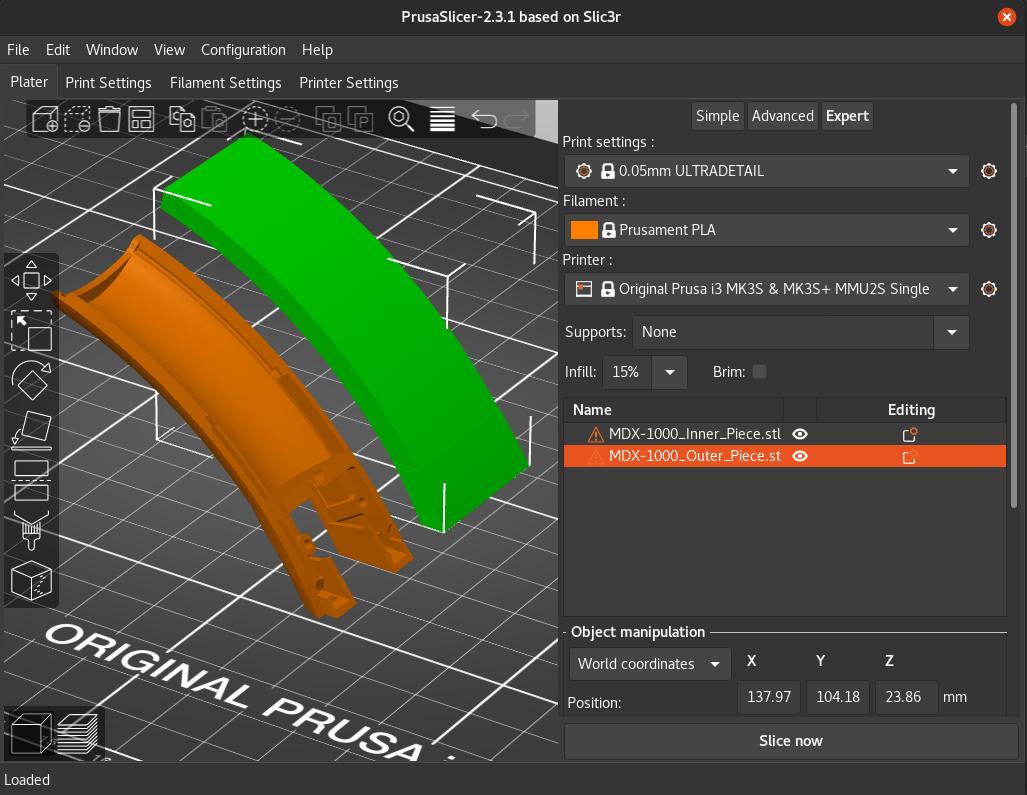 PrusaSlicer-2.3.1 based on Slic3r
File Edit Window View Configuration Help
Plater Print Settings Filament Settings Printer Settings
Simple Advanced Expert
Print settings :
0.05mm ULTRADETAIL
Filament :
Prusament PLA
Printer :
Original Prusa i3 MK3S & MK3S+ MMU2S Single
Supports: None
Infill: 15% Brim:
Name Editing
MDX-1000_Inner_Piece.stl
MDX-1000_Outer_Piece.st
Object manipulation
World coordinates X Y Z
Position: 137.97 104.18 23.86 mm
Slice now
ORIGINAL PRUSA i
Loaded